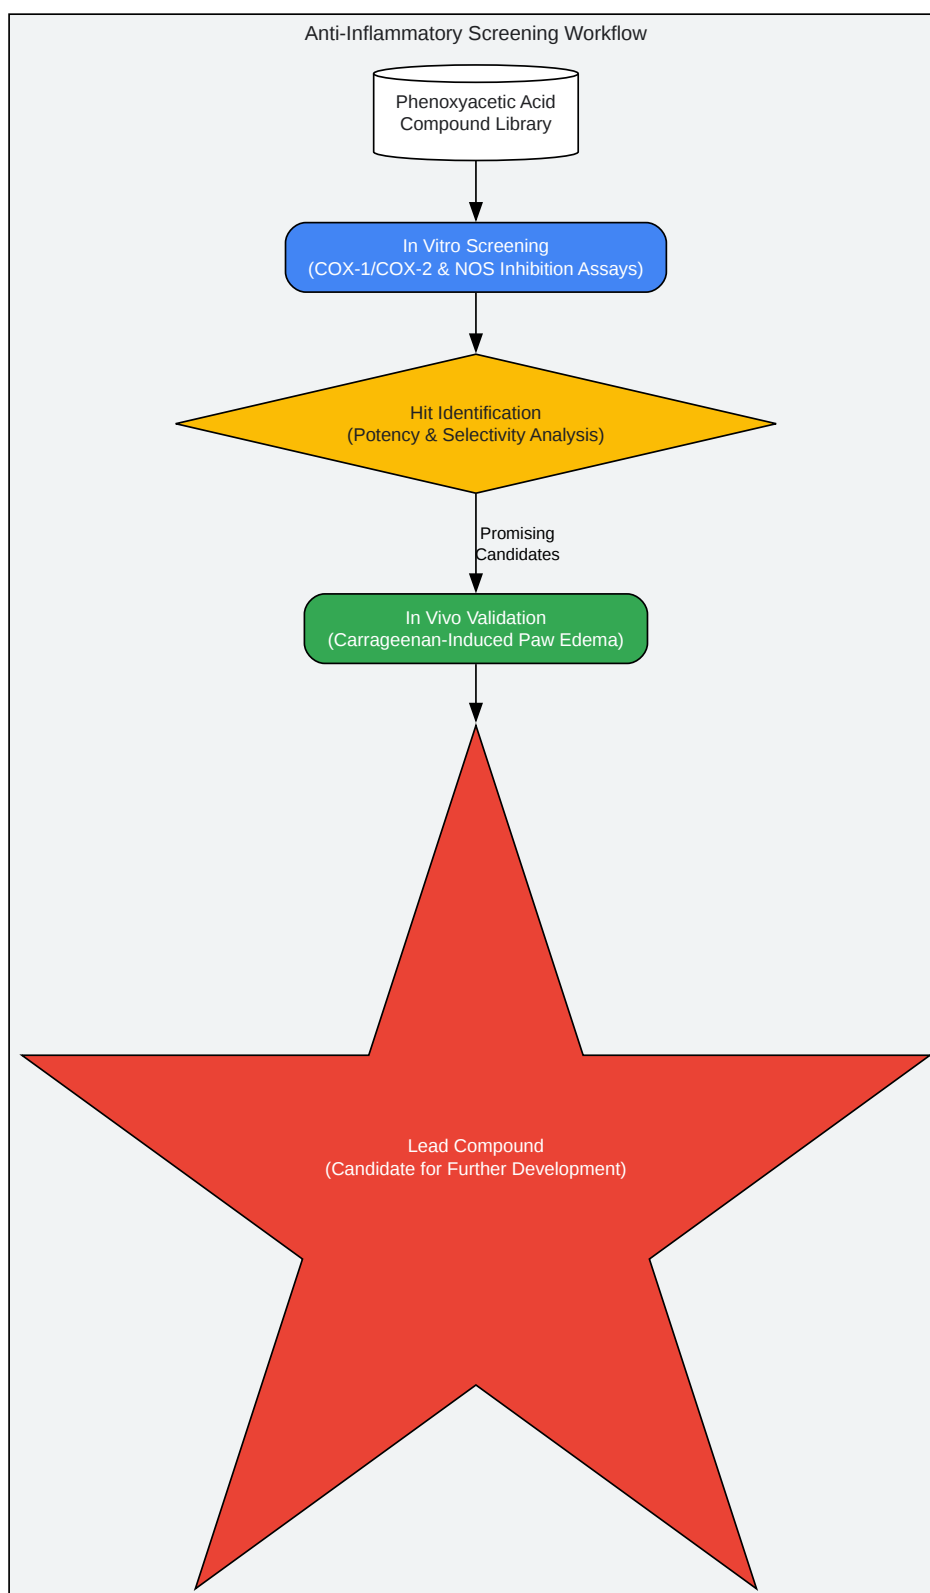 Anti-Inflammatory Screening Workflow
Phenoxyacetic Acid
Compound Library
In Vitro Screening
(COX-1/COX-2 & NOS Inhibition Assays)
Hit Identification
(Potency & Selectivity Analysis)
Promising
Candidates
In Vivo Validation
(Carrageenan-Induced Paw Edema)
Lead Compound
(Candidate for Further Development)